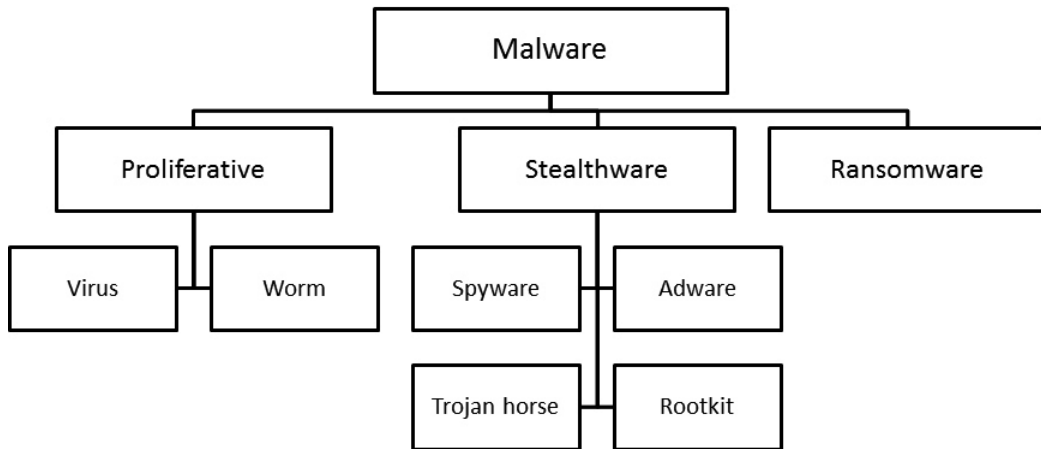 Malware
Proliferative
Stealthware
Ransomware
Virus
Worm
Spyware
Adware
Trojan horse
Rootkit